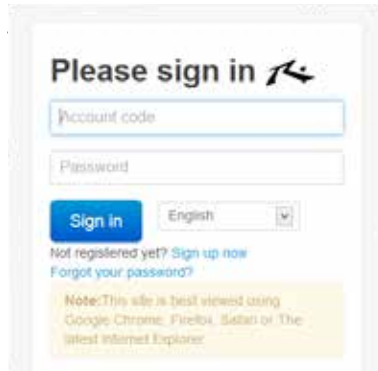 Please sign in
Account code
Password
Sign in
English
Not registered yet? Sign up now
Forgot your password?
Note:This site is best viewed using
Google Chrome, Firefox, Safari or The
latest Internet Explorer